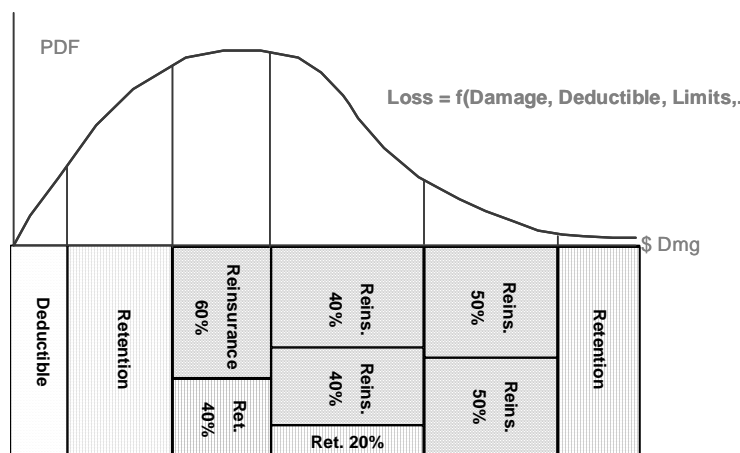 PDF
Loss = f(Damage, Deductible, Limits,.
$ Dmg
Deductible
Retention
Reinsurance
60%
Ret.
40%
Reins.
40%
Reins.
40%
Ret. 20%
Reins.
50%
Reins.
50%
Retention